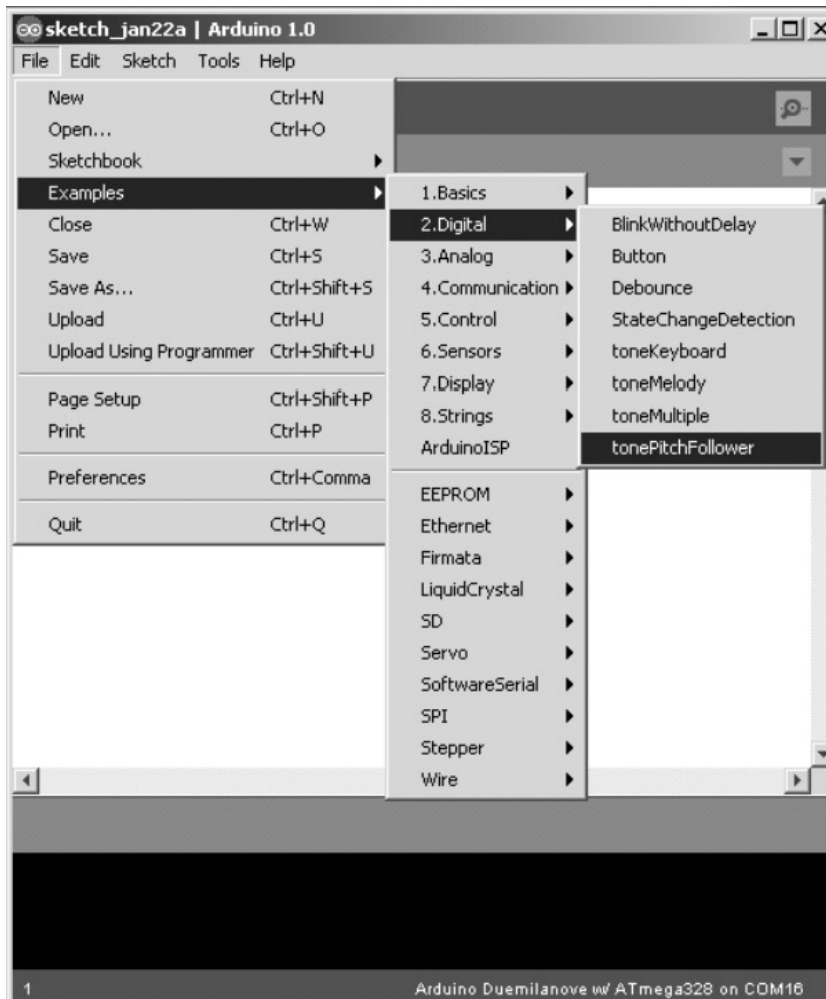 sketch_jan22a | Arduino 1.0
File Edit Sketch Tools Help
New Ctrl+N
Open... Ctrl+O
Sketchbook
Examples
Close Ctrl+W
Save Ctrl+S
Save As... Ctrl+Shift+S
Upload Ctrl+U
Upload Using Programmer Ctrl+Shift+U
Page Setup Ctrl+Shift+P
Print Ctrl+P
Preferences Ctrl+Comma
Quit Ctrl+Q
1.Basics
2.Digital
3.Analog
4.Communication
5.Control
6.Sensors
7.Display
8.Strings
ArduinoISP
EEPROM
Ethernet
Firmata
LiquidCrystal
SD
Servo
SoftwareSerial
SPI
Stepper
Wire
BlinkWithoutDelay
Button
Debounce
StateChangeDetection
toneKeyboard
toneMelody
toneMultiple
tonePitchFollower
1 Arduino Duemilanove w/ ATmega328 on COM16